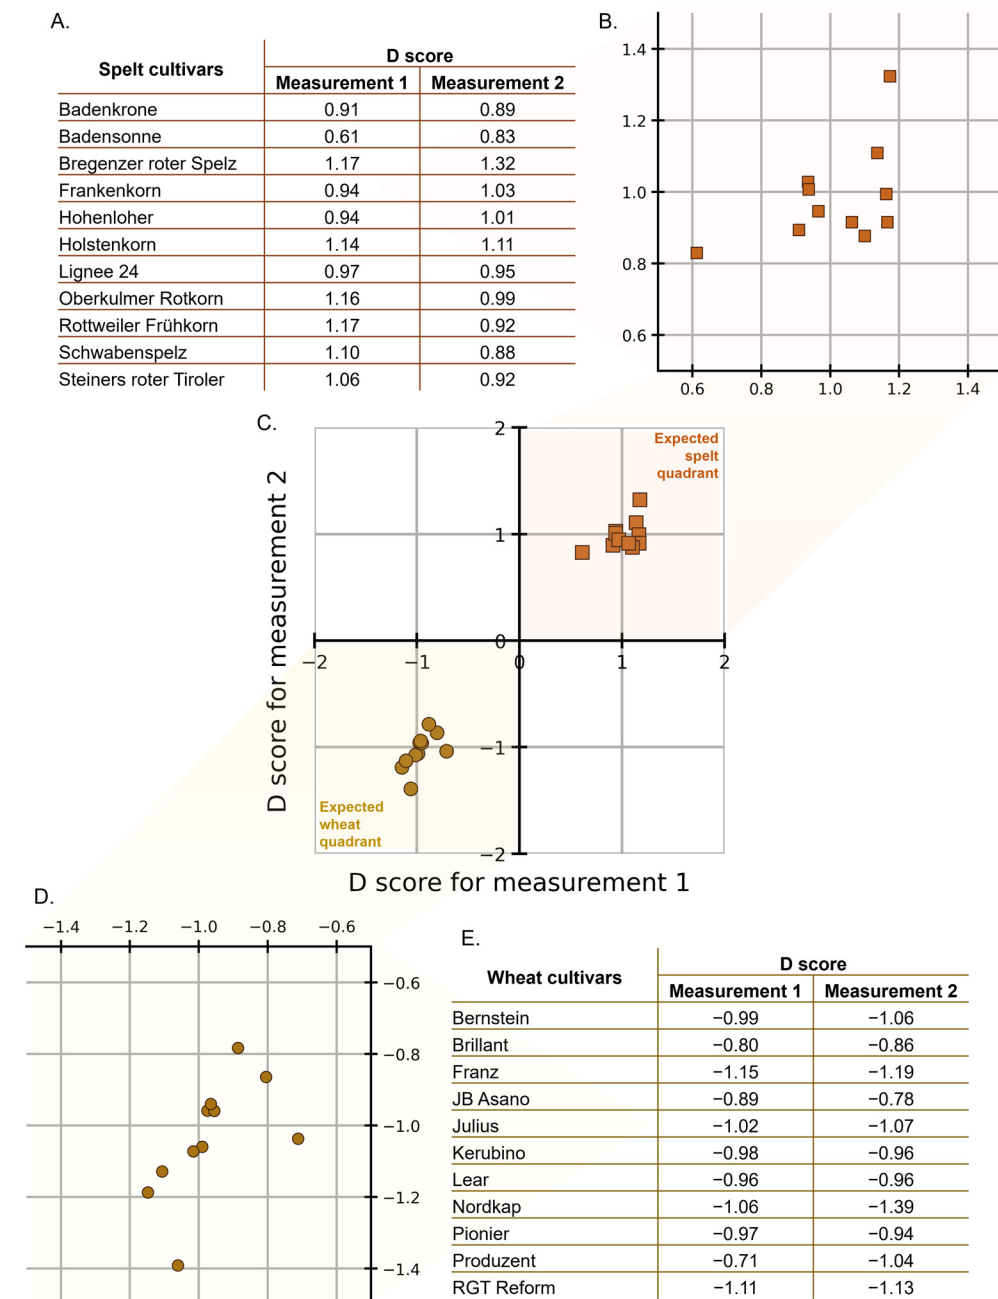 A.
Spelt cultivars
D score
Measurement 1 Measurement 2
Badenkrone 0.91 0.89
Badensonne 0.61 0.83
Bregenzer roter Spelz 1.17 1.32
Frankenkorn 0.94 1.03
Hohenloher 0.94 1.01
Holstenkorn 1.14 1.11
Lignee 24 0.97 0.95
Oberkulmer Rotkorn 1.16 0.99
Rottweiler Frühkorn 1.17 0.92
Schwabenspelz 1.10 0.88
Steiners roter Tiroler 1.06 0.92
B.
1.4
1.2
1.0
0.8
0.6
0.6 0.8 1.0 1.2 1.4
C.
Expected
spelt
quadrant
2
1
0
−1
−2
−2 −1 0 1 2
D score for measurement 2
Expected
wheat
quadrant
D score for measurement 1
D.
−1.4 −1.2 −1.0 −0.8 −0.6
−0.6
−0.8
−1.0
−1.2
−1.4
E.
Wheat cultivars
D score
Measurement 1 Measurement 2
Bernstein −0.99 −1.06
Brillant −0.80 −0.86
Franz −1.15 −1.19
JB Asano −0.89 −0.78
Julius −1.02 −1.07
Kerubino −0.98 −0.96
Lear −0.96 −0.96
Nordkap −1.06 −1.39
Pionier −0.97 −0.94
Produzent −0.71 −1.04
RGT Reform −1.11 −1.13